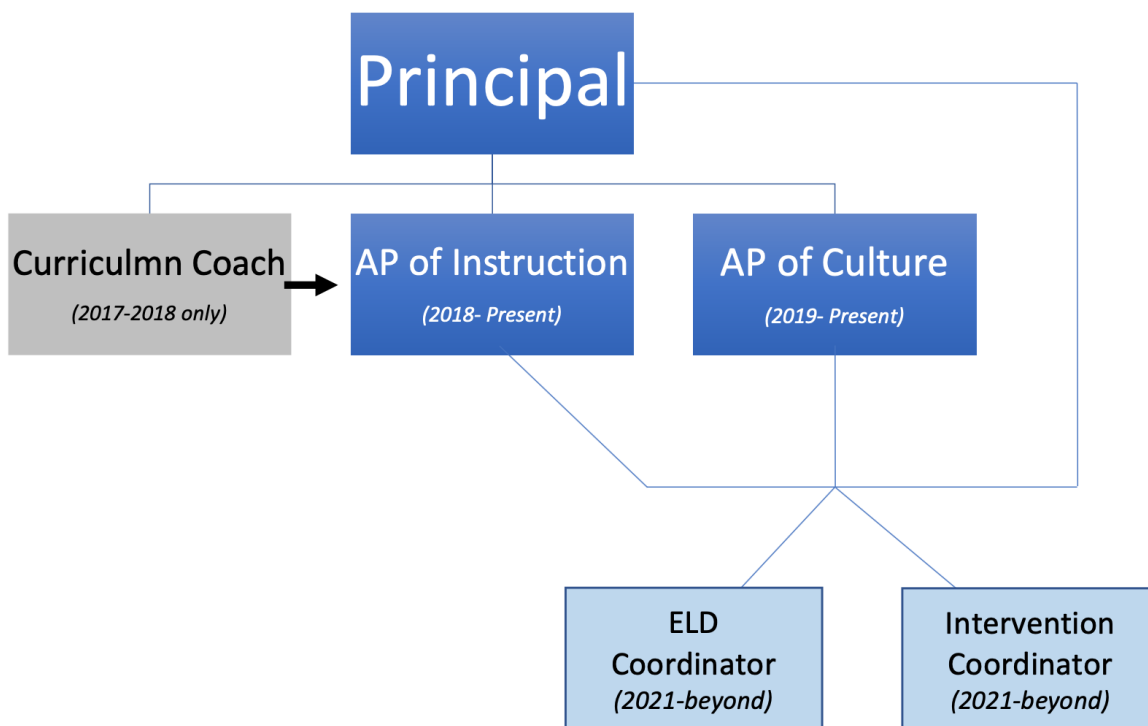 Principal
Curriculmn Coach
(2017-2018 only)
AP of Instruction
(2018- Present)
AP of Culture
(2019- Present)
ELD
Coordinator
(2021-beyond)
Intervention
Coordinator
(2021-beyond)